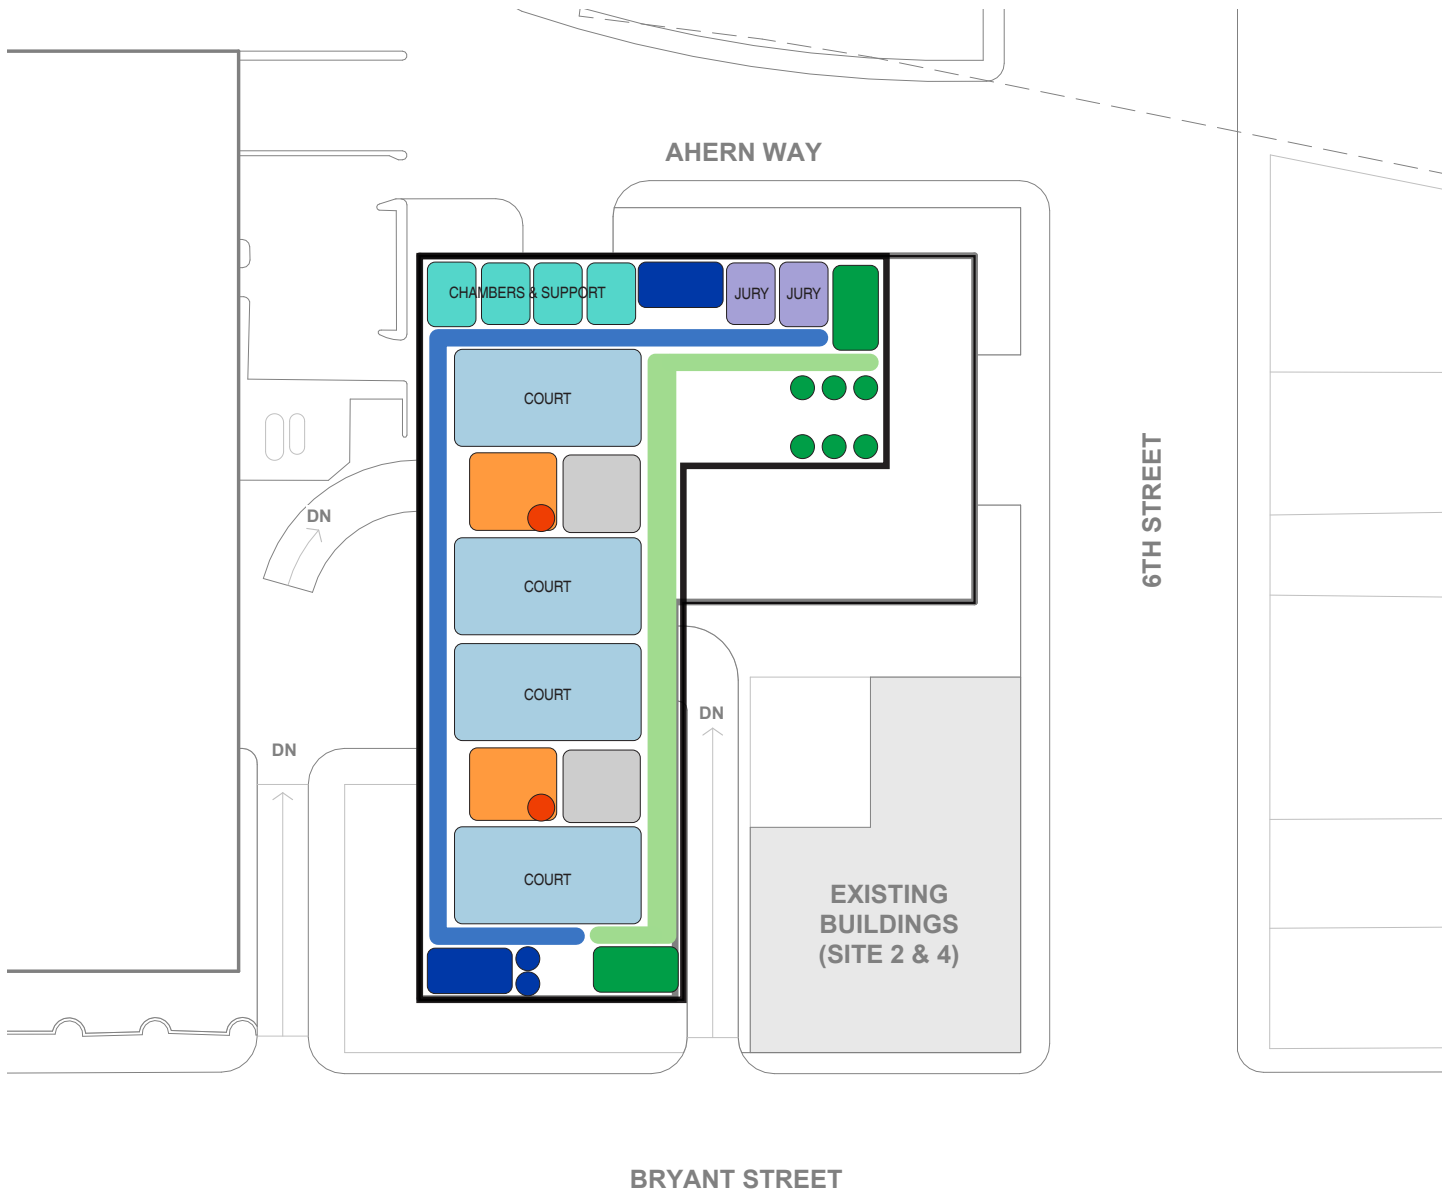 AHERN WAY
CHAMBERS & SUPPORT
JURY
JURY
COURT
6TH STREET
DN
COURT
COURT
DN
DN
COURT
EXISTING
BUILDINGS
(SITE 2 & 4)
BRYANT STREET